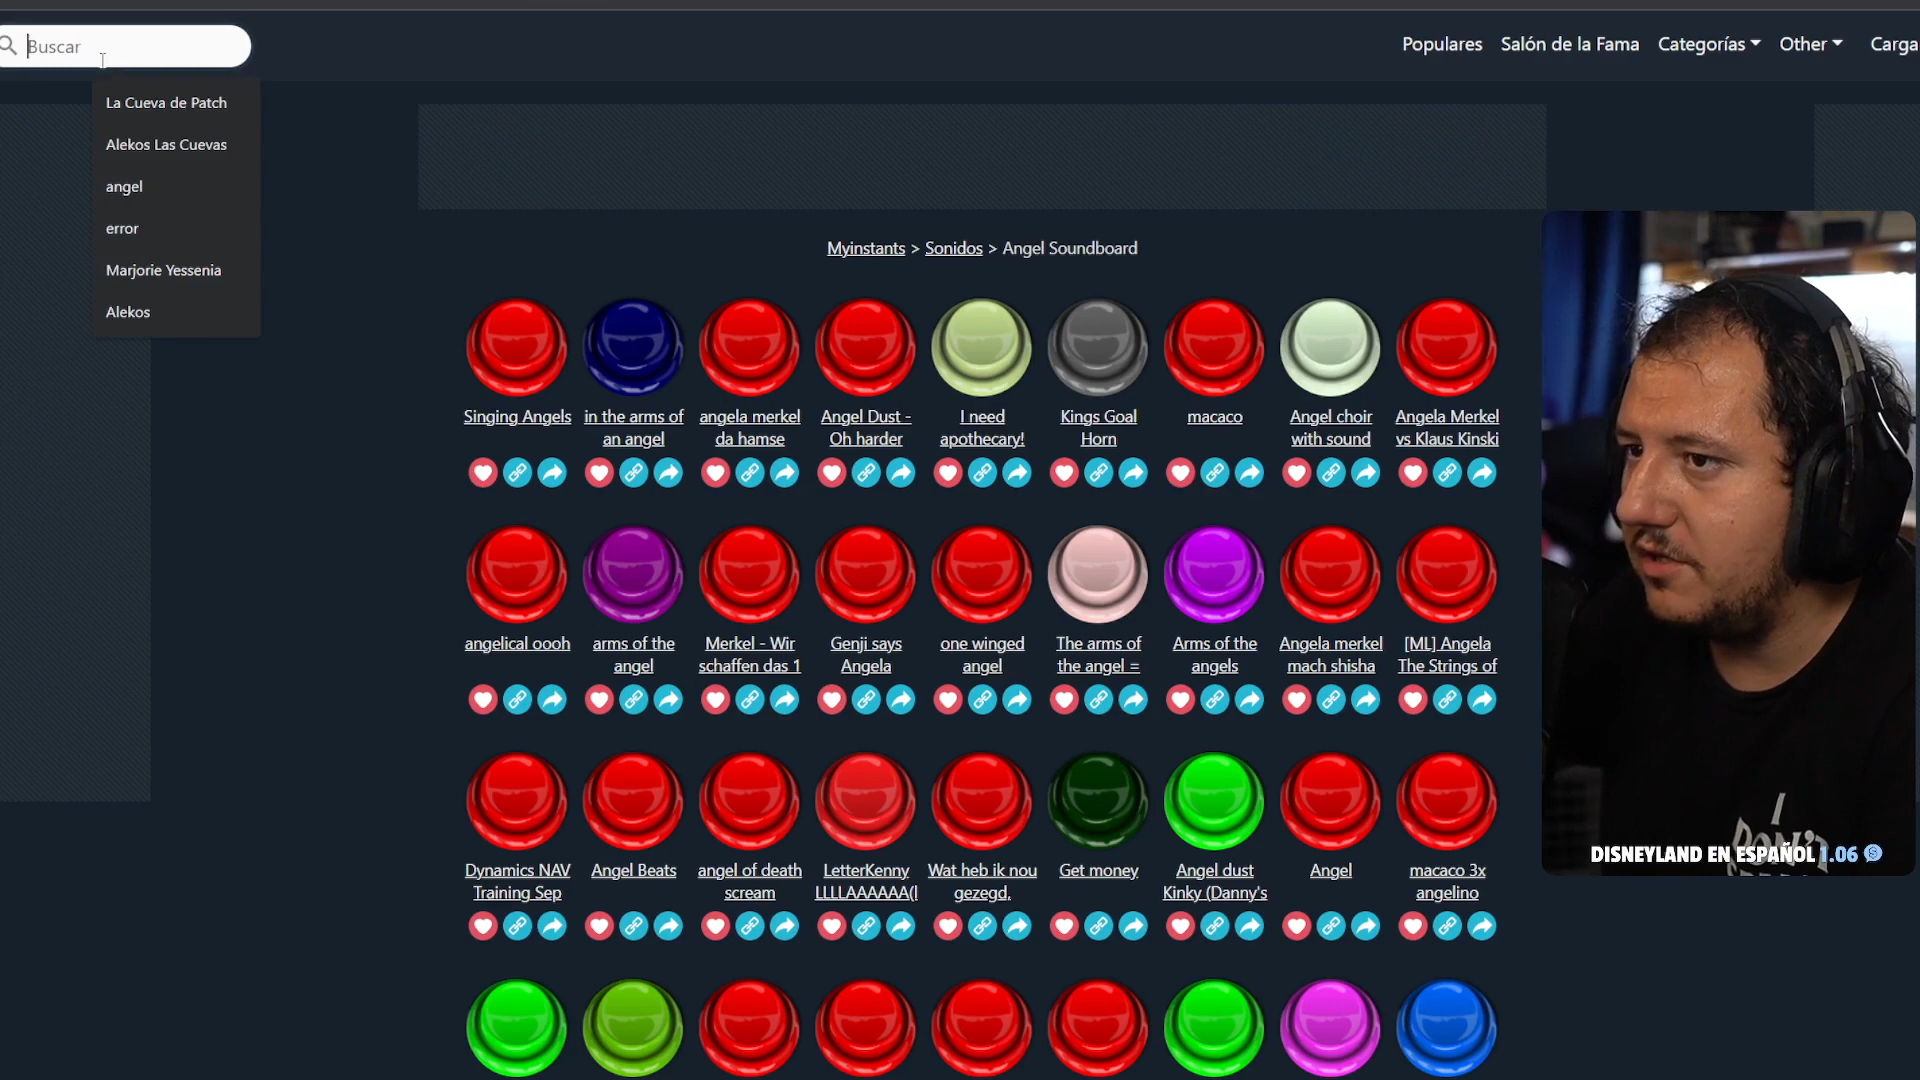 Buscar
Populares
Salón de la Fama
Categorías
Other
Carga
La Cueva de Patch
Alekos Las Cuevas
angel
error
Marjorie Yessenia
Alekos
Myinstants > Sonidos > Angel Soundboard
Singing Angels
in the arms of
an angel
angela merkel
da hamse
Angel Dust -
Oh harder
I need
apothecary!
Kings Goal
Horn
macaco
Angel choir
with sound
Angela Merkel
vs Klaus Kinski
angelical oooh
arms of the
angel
Merkel - Wir
schaffen das 1
Genji says
Angela
one winged
angel
The arms of
the angel =
Arms of the
angels
Angela merkel
mach shisha
[ML] Angela
The Strings of
Dynamics NAV
Training Sep
Angel Beats
angel of death
scream
LetterKenny
LLLLAAAAAA(l
Wat heb ik nou
gezegd,
Get money
Angel dust
Kinky (Danny's
Angel
macaco 3x
angelino
I
DON'T
DISNEYLAND EN ESPAÑOL 1.06